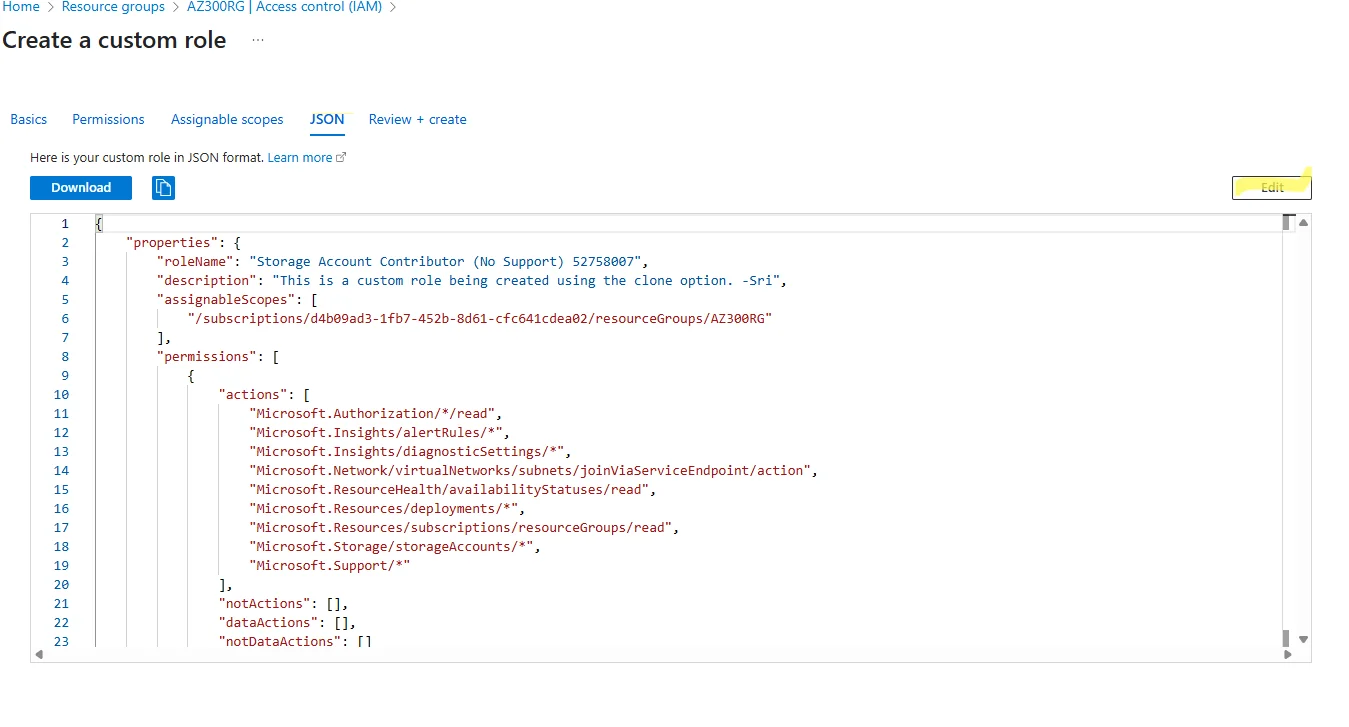 Home > Resource groups > AZ300RG | Access control (IAM) >
Create a custom role ...
Basics Permissions Assignable scopes JSON Review + create
Here is your custom role in JSON format. Learn more
Download
Edit
1 {
2 "properties": {
3 "roleName": "Storage Account Contributor (No Support) 52758007",
4 "description": "This is a custom role being created using the clone option. -Sri",
5 "assignableScopes": [
6 "/subscriptions/d4b09ad3-1fb7-452b-8d61-cfc641cdea02/resourceGroups/AZ300RG"
7 ],
8 "permissions": [
9 {
10 "actions": [
11 "Microsoft.Authorization/*/read",
12 "Microsoft.Insights/alertRules/*",
13 "Microsoft.Insights/diagnosticSettings/*",
14 "Microsoft.Network/virtualNetworks/subnets/joinViaServiceEndpoint/action",
15 "Microsoft.ResourceHealth/availabilityStatuses/read",
16 "Microsoft.Resources/deployments/*",
17 "Microsoft.Resources/subscriptions/resourceGroups/read",
18 "Microsoft.Storage/storageAccounts/*",
19 "Microsoft.Support/*"
20 ],
21 "notActions": [],
22 "dataActions": [],
23 "notDataActions": []